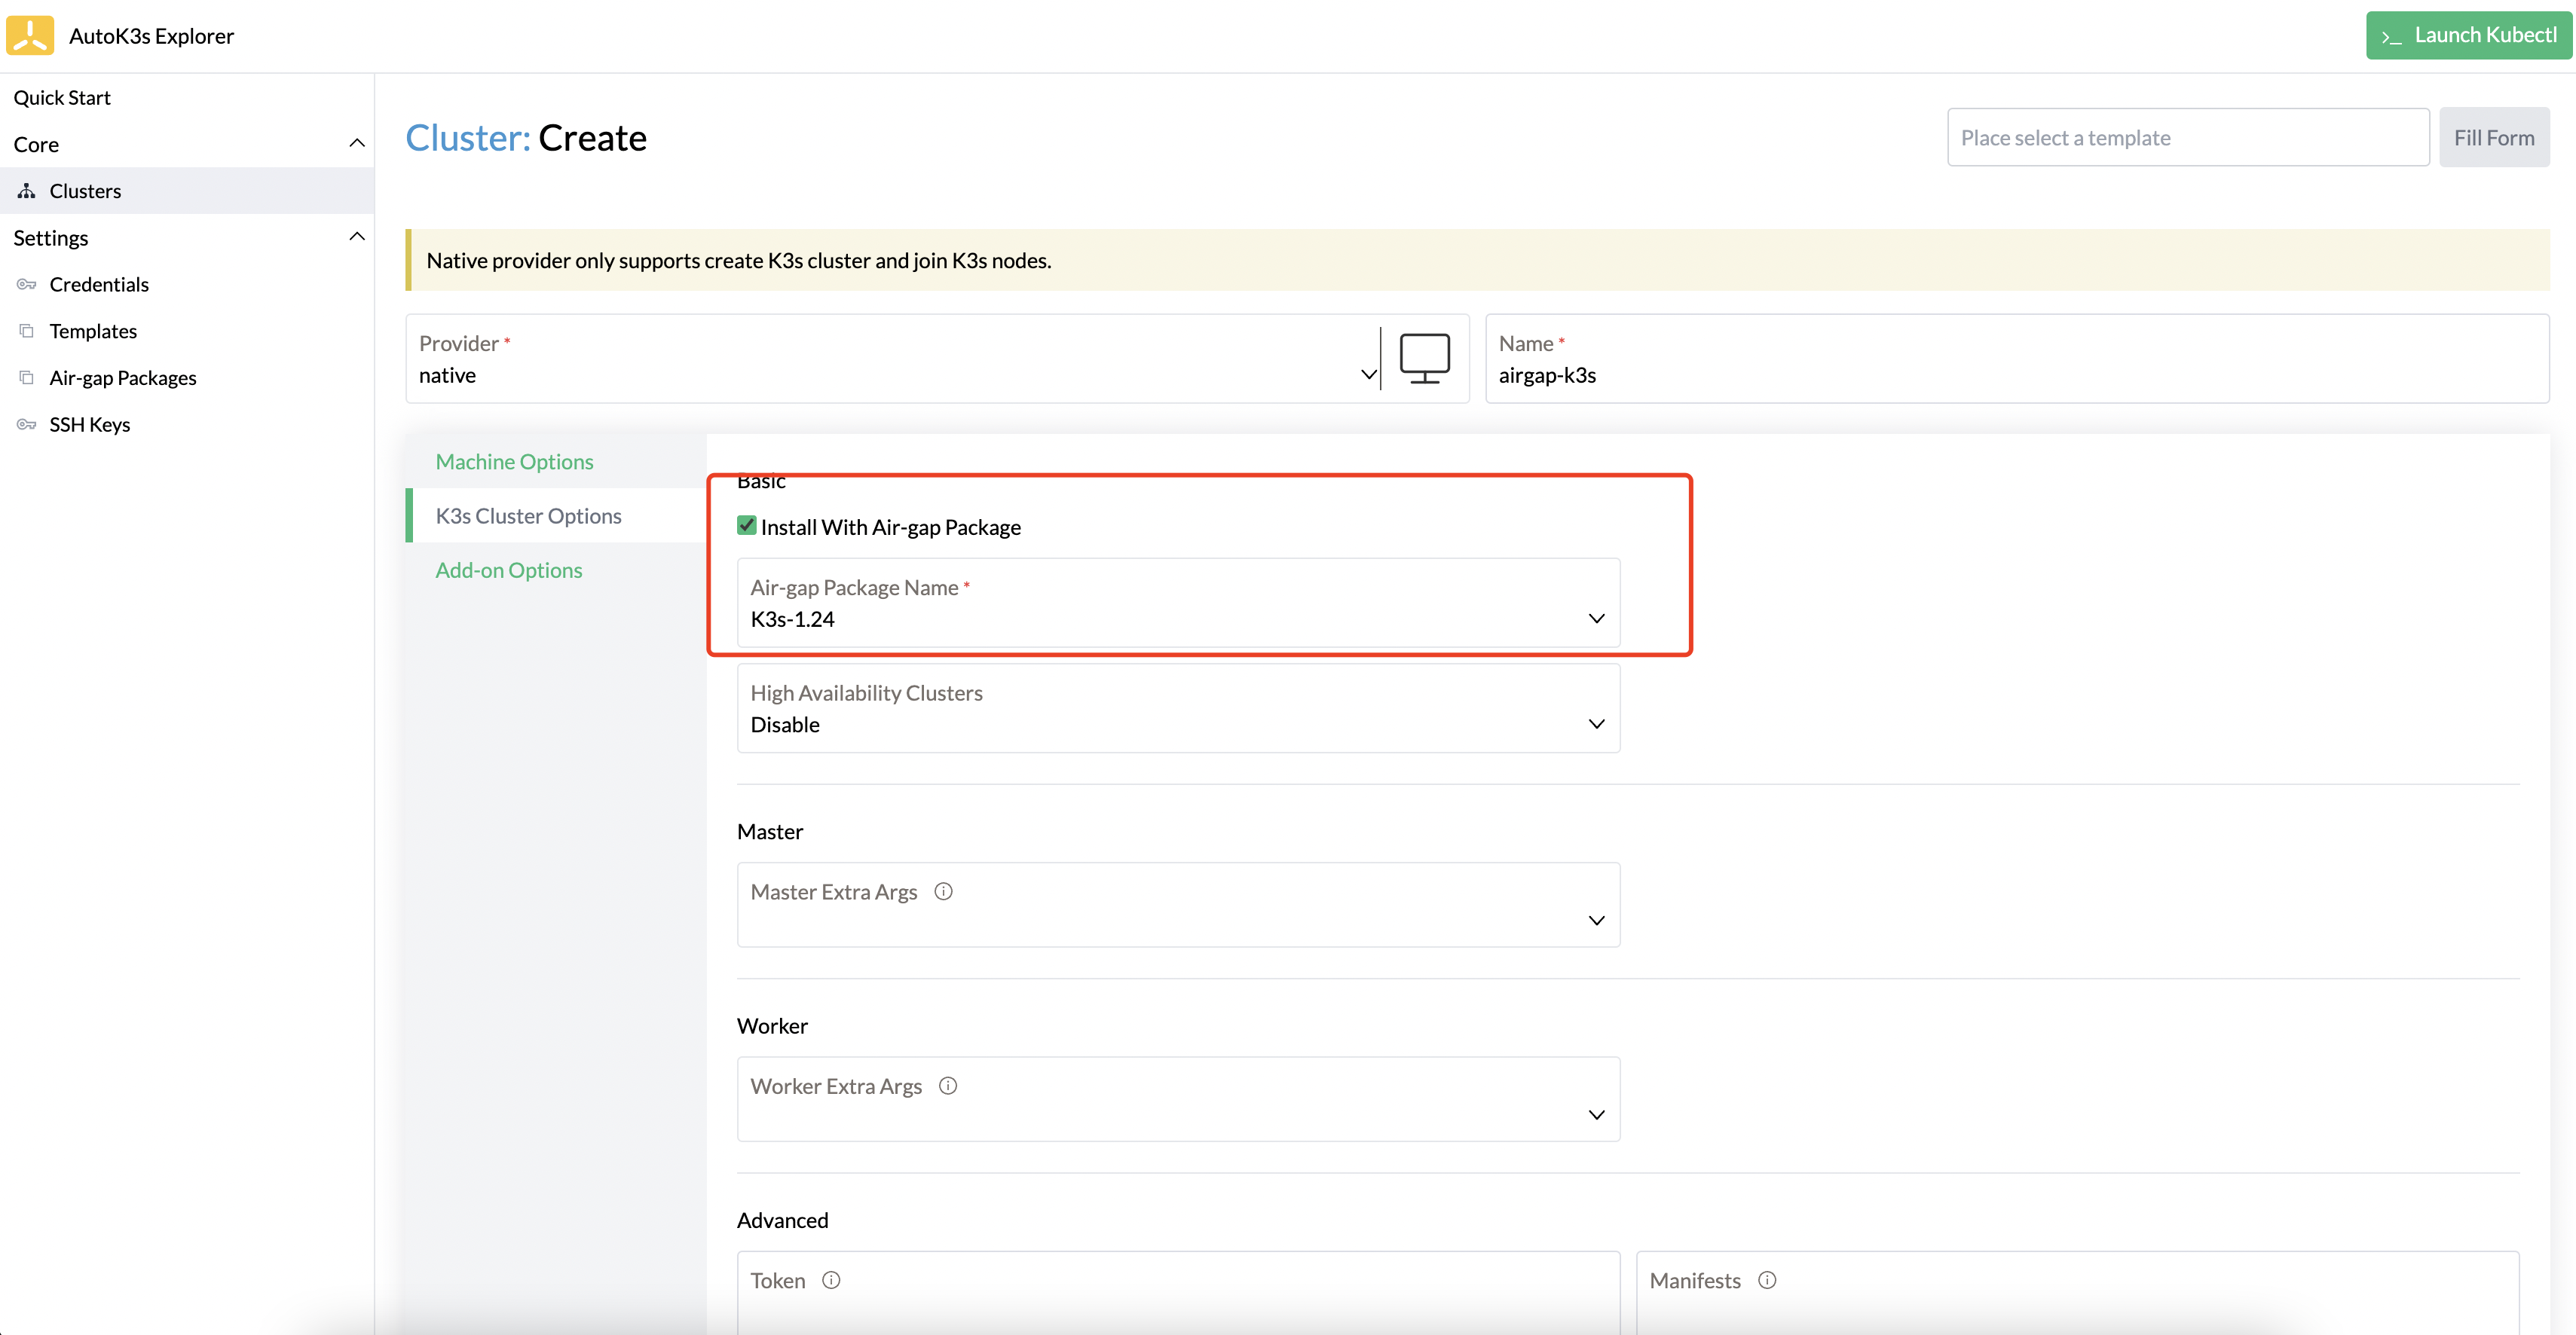 AutoK3s Explorer
>_ Launch Kubectl
Quick Start
Core
Clusters
Settings
Credentials
Templates
Air-gap Packages
SSH Keys
Cluster: Create
Place select a template
Fill Form
Native provider only supports create K3s cluster and join K3s nodes.
Provider *
native
Name *
airgap-k3s
Machine Options
K3s Cluster Options
Add-on Options
Basic
Install With Air-gap Package
Air-gap Package Name *
K3s-1.24
High Availability Clusters
Disable
Master
Master Extra Args
Worker
Worker Extra Args
Advanced
Token
Manifests